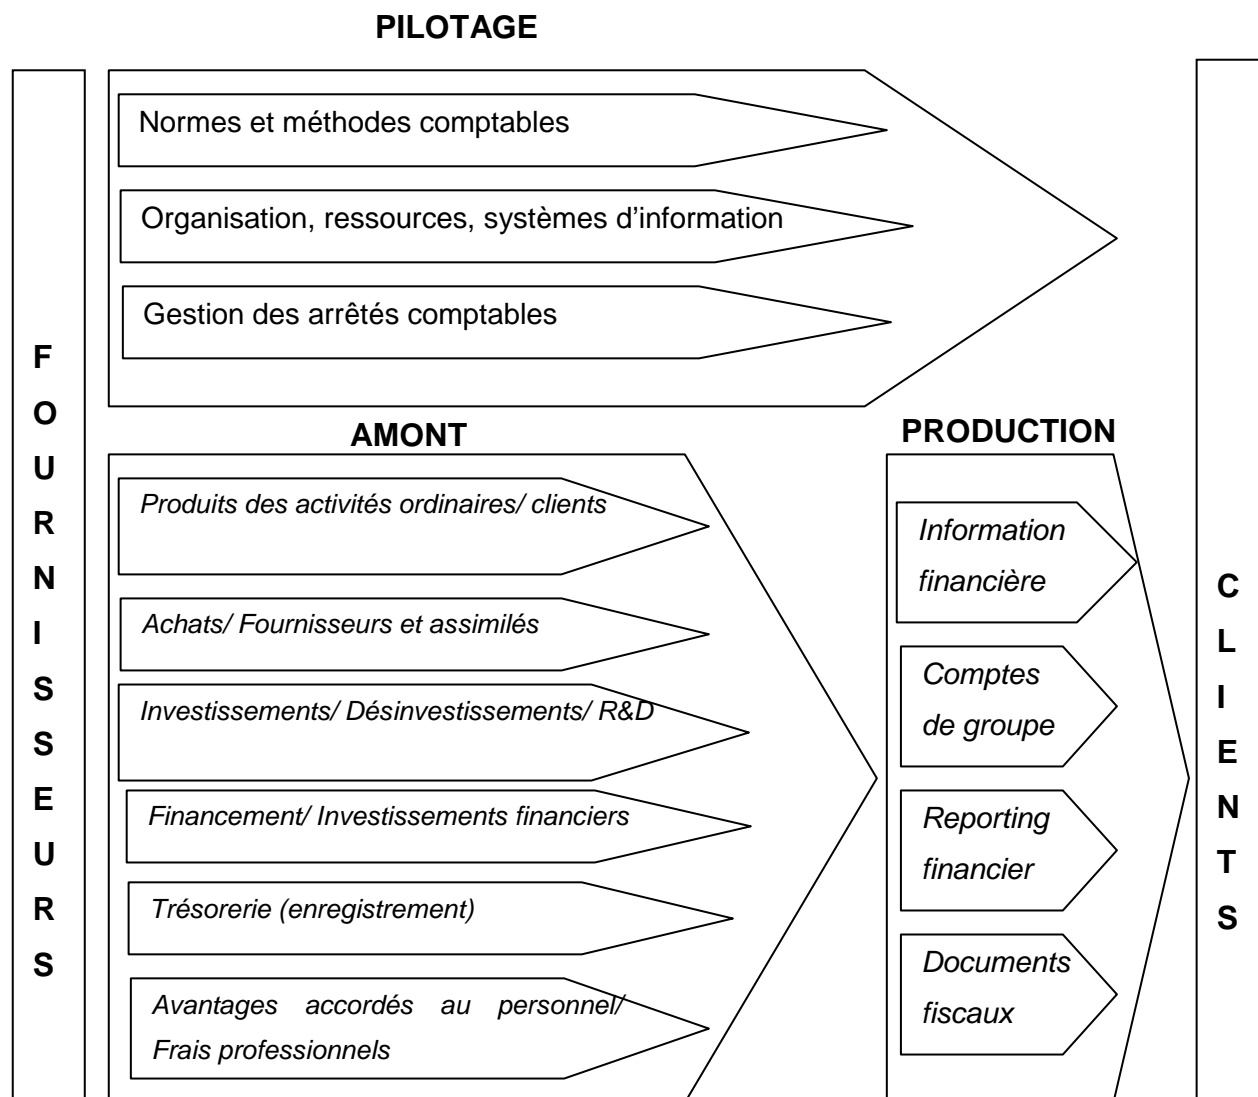 PILOTAGE
Normes et méthodes comptables
Organisation, ressources, systèmes d'information
Gestion des arrêtés comptables
F
O
U
R
N
I
S
S
E
U
R
S
AMONT
Produits des activités ordinaires/ clients
Achats/ Fournisseurs et assimilés
Investissements/ Désinvestissements/ R&D
Financement/ Investissements financiers
Trésorerie (enregistrement)
Avantages accordés au personnel/
Frais professionnels
PRODUCTION
Information
financière
Comptes
de groupe
Reporting
financier
Documents
fiscaux
C
L
I
E
N
T
S